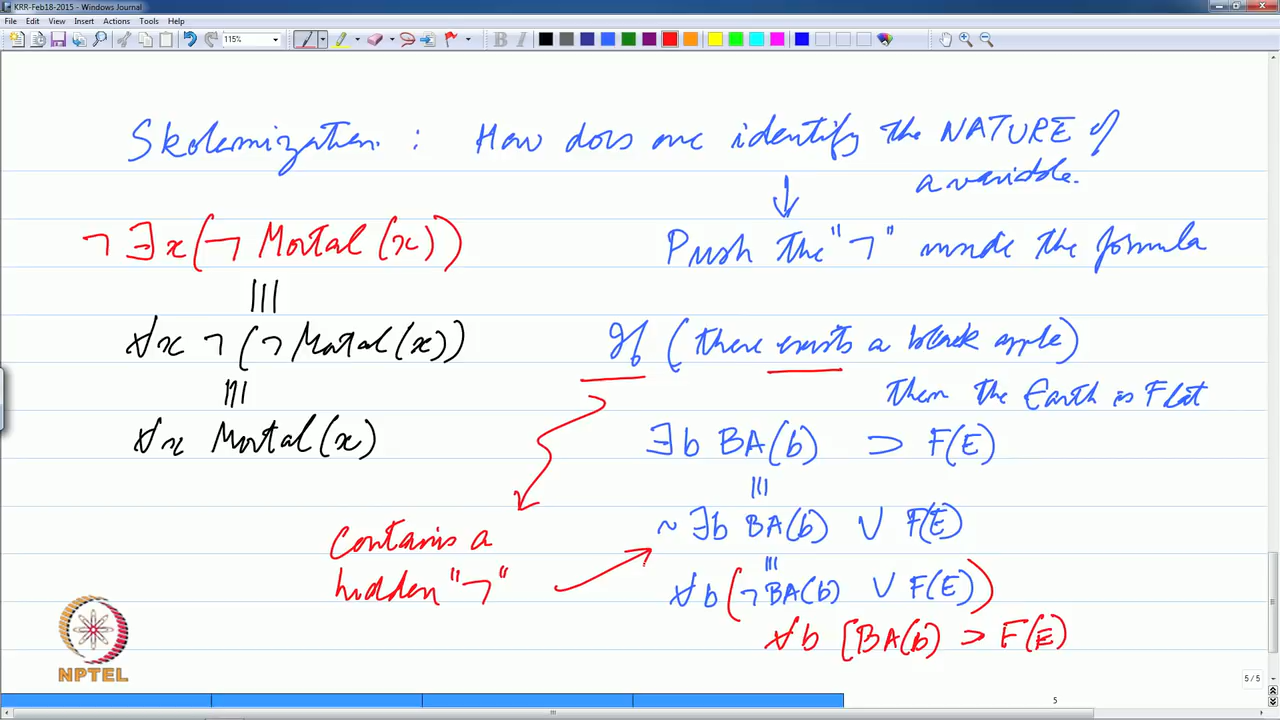 KRR-Feb18-2015 - Windows Journal
File Edit View Insert Actions Tools Help
115%
B I
Skolemization : How does one identify the NATURE of
a variable.
↓
Push the "¬" inside the formula
¬ ∃x (¬ Mortal (x))
≡
∀x ¬ (¬ Mortal (x))
≡
∀x Mortal (x)
If (there exists a black apple)
then the Earth is Flat
∃b BA(b) ⊃ F(E)
≡
~ ∃b BA(b) ∨ F(E)
≡
∀b (¬BA(b) ∨ F(E))
∀b [BA(b) ⊃ F(E)
Contains a
hidden "¬"
NPTEL
5/5
5